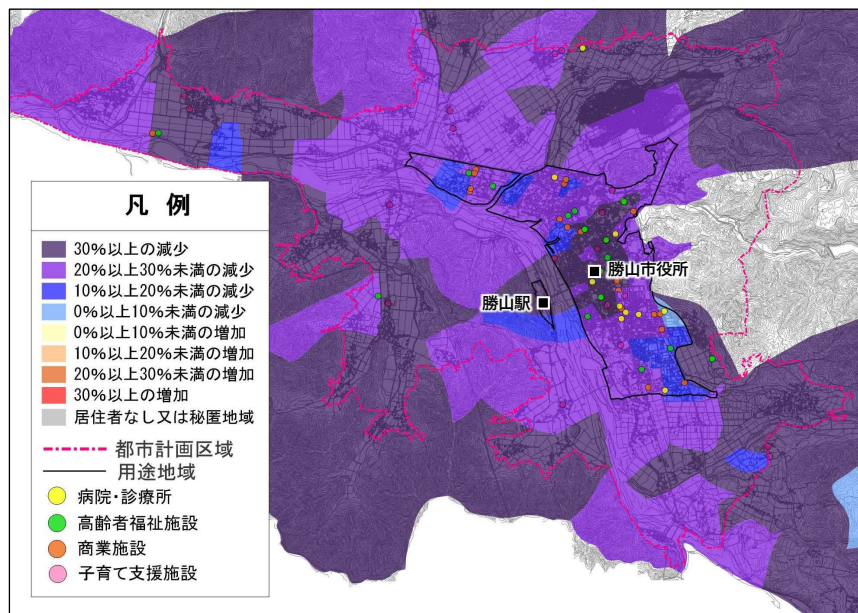 勝山市役所
勝山駅
凡 例
30%以上の減少
20%以上30%未満の減少
10%以上20%未満の減少
0%以上10%未満の減少
0%以上10%未満の増加
10%以上20%未満の増加
20%以上30%未満の増加
30%以上の増加
居住者なし又は秘匿地域
都市計画区域
用途地域
病院・診療所
高齢者福祉施設
商業施設
子育て支援施設